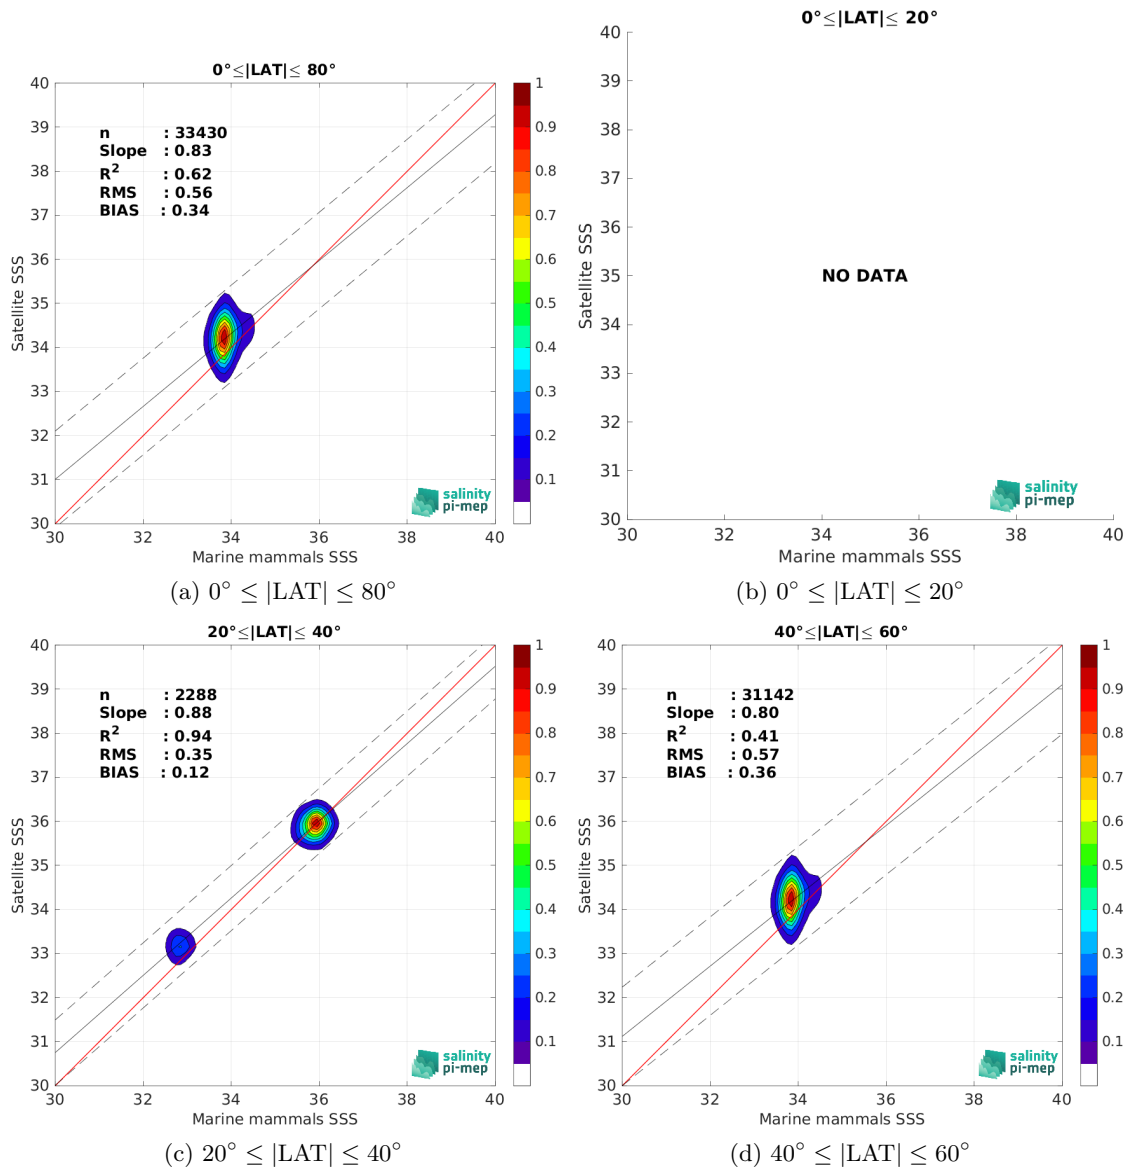 0°≤|LAT|≤ 80°
40
39
38
37
36
35
34
33
32
31
30
Satellite SSS
n : 33430
Slope : 0.83
R² : 0.62
RMS : 0.56
BIAS : 0.34
salinity
pi-mep
30 32 34 36 38 40
Marine mammals SSS
1
0.9
0.8
0.7
0.6
0.5
0.4
0.3
0.2
0.1
(a) 0° ≤ |LAT| ≤ 80°
0°≤|LAT|≤ 20°
40
39
38
37
36
35
34
33
32
31
30
Satellite SSS
NO DATA
salinity
pi-mep
30 32 34 36 38 40
Marine mammals SSS
(b) 0° ≤ |LAT| ≤ 20°
20°≤|LAT|≤ 40°
40
39
38
37
36
35
34
33
32
31
30
Satellite SSS
n : 2288
Slope : 0.88
R² : 0.94
RMS : 0.35
BIAS : 0.12
salinity
pi-mep
30 32 34 36 38 40
Marine mammals SSS
1
0.9
0.8
0.7
0.6
0.5
0.4
0.3
0.2
0.1
(c) 20° ≤ |LAT| ≤ 40°
40°≤|LAT|≤ 60°
40
39
38
37
36
35
34
33
32
31
30
Satellite SSS
n : 31142
Slope : 0.80
R² : 0.41
RMS : 0.57
BIAS : 0.36
salinity
pi-mep
30 32 34 36 38 40
Marine mammals SSS
1
0.9
0.8
0.7
0.6
0.5
0.4
0.3
0.2
0.1
(d) 40° ≤ |LAT| ≤ 60°